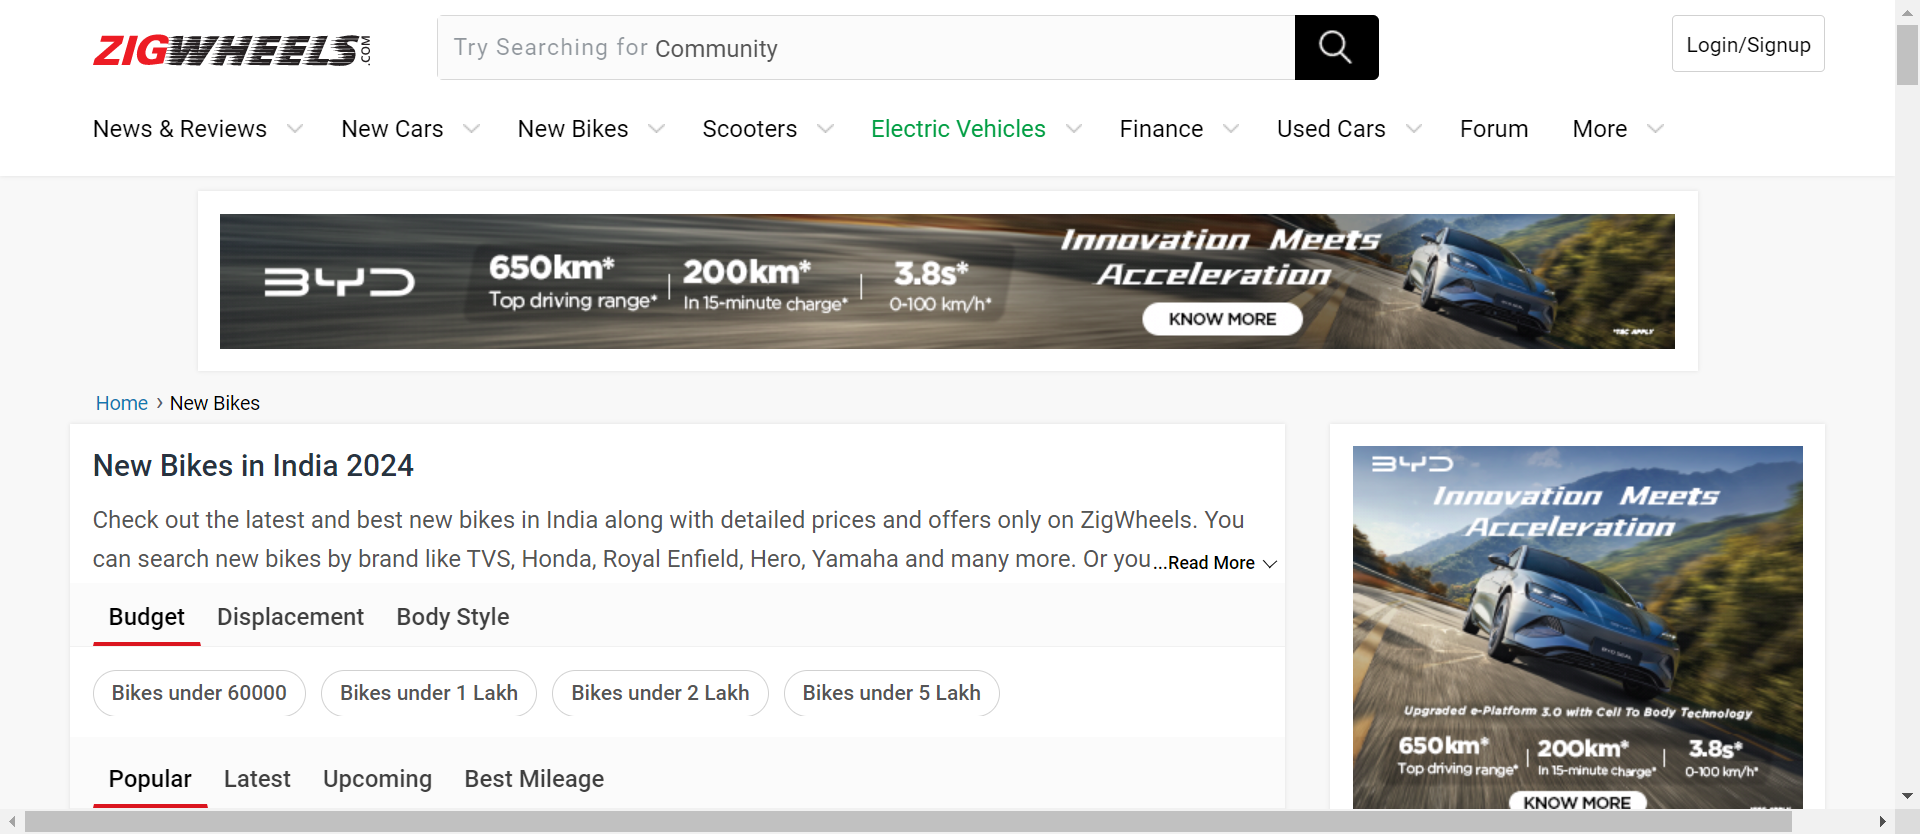 ZIGWHEELS.COM
Try Searching for Community
Login/Signup
News & Reviews New Cars New Bikes Scooters Electric Vehicles Finance Used Cars Forum More
BYD
650km*
Top driving range*
200km*
In 15-minute charge*
3.8s*
0-100 km/h*
Innovation Meets
Acceleration
KNOW MORE
*T&C APPLY
Home › New Bikes
New Bikes in India 2024
Check out the latest and best new bikes in India along with detailed prices and offers only on ZigWheels. You
can search new bikes by brand like TVS, Honda, Royal Enfield, Hero, Yamaha and many more. Or you ...Read More
Budget Displacement Body Style
Bikes under 60000 Bikes under 1 Lakh Bikes under 2 Lakh Bikes under 5 Lakh
Popular Latest Upcoming Best Mileage
BYD
Innovation Meets
Acceleration
BYD SEAL
Upgraded e-Platform 3.0 with Cell To Body Technology
650km*
Top driving range*
200km*
In 15-minute charge*
3.8s*
0-100 km/h*
KNOW MORE